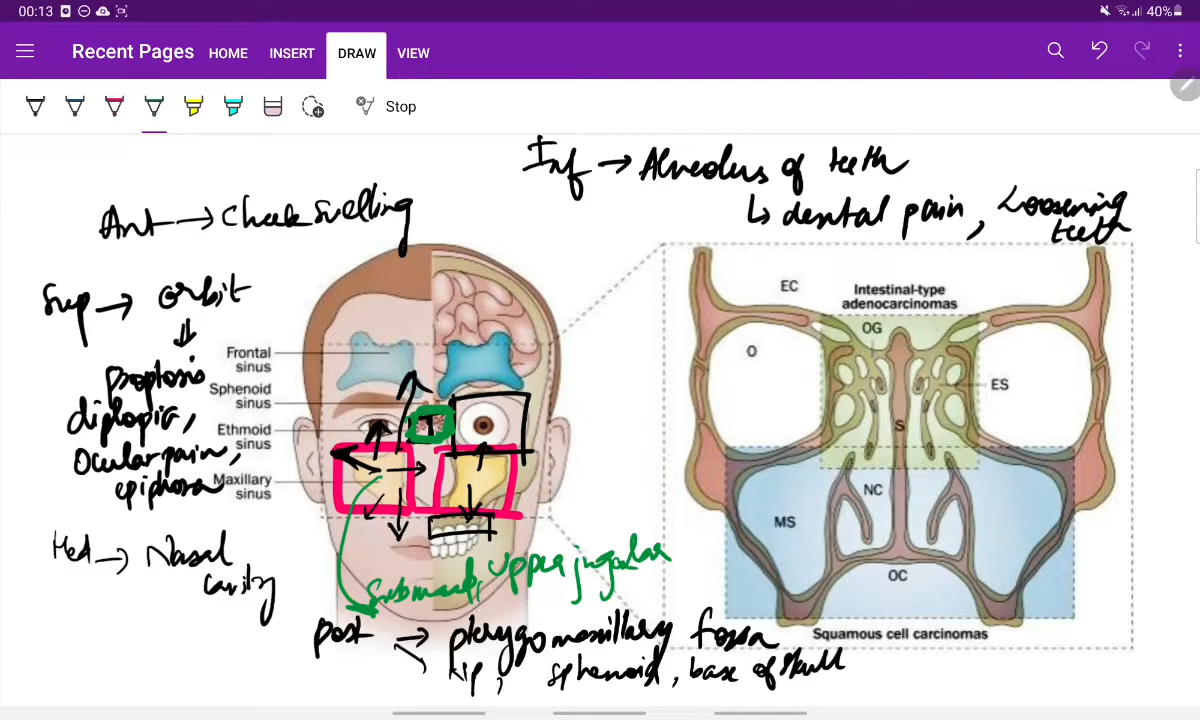 00:13
40%
Recent Pages HOME INSERT DRAW VIEW
Stop
Inf → Alveolus of teeth
↳ dental pain, Loosening
teeth
Ant → Cheek swelling
Sup → orbit
⇓
Proptosis
diplopia,
Ocular pain,
epiphora
Med → Nasal
cavity
Frontal
sinus
Sphenoid
sinus
Ethmoid
sinus
Maxillary
sinus
T
Submand, upper jugular
post → pterygomaxillary fossa
sphenoid, base of skull
EC
Intestinal-type
adenocarcinomas
OG
O
ES
S
NC
MS
OC
Squamous cell carcinomas